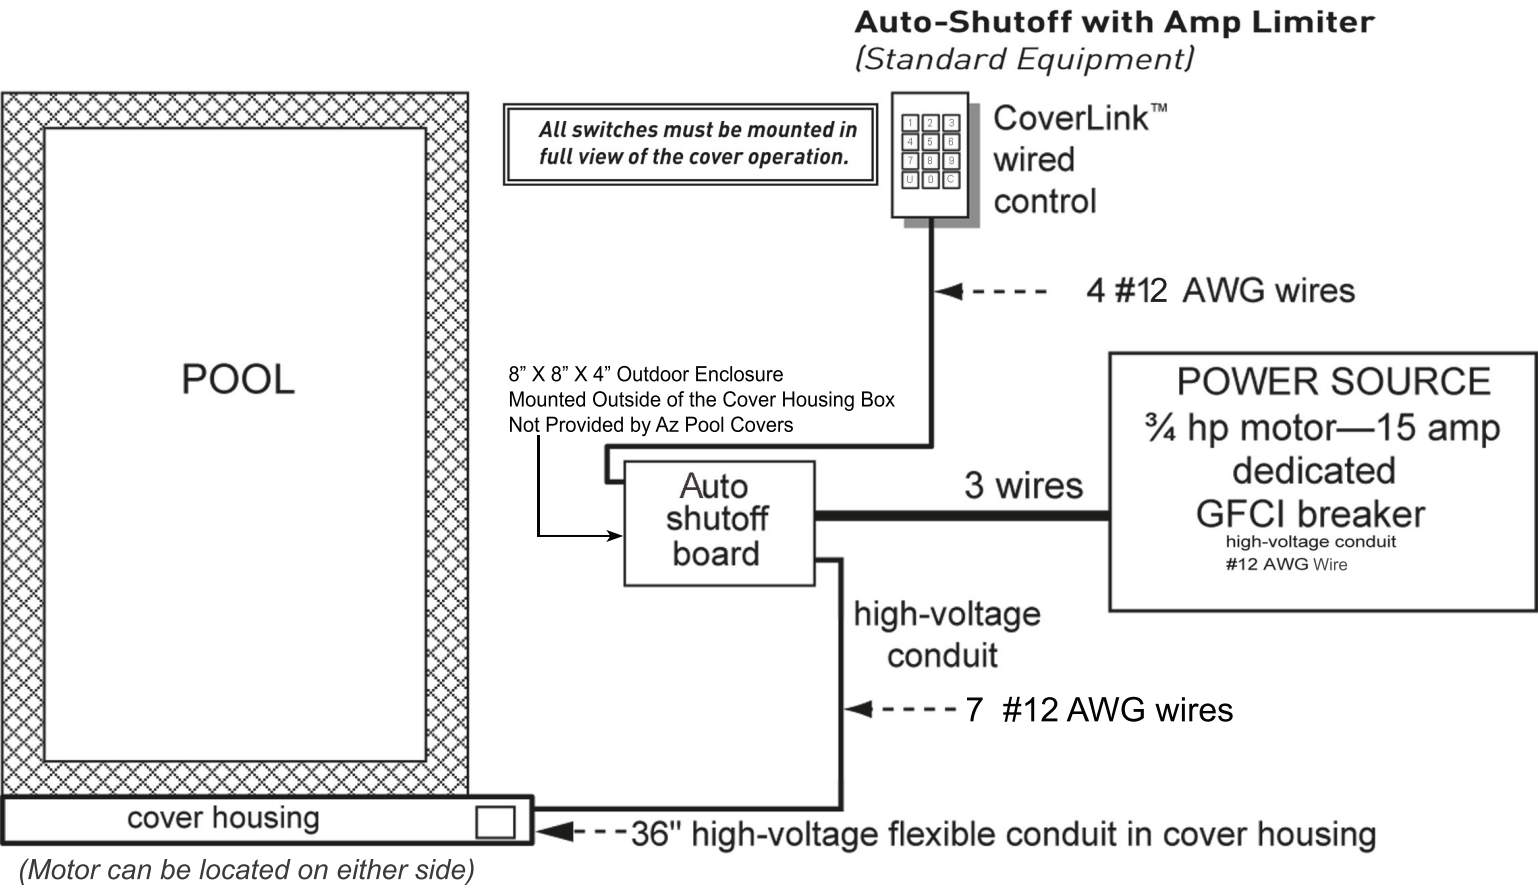 Auto-Shutoff with Amp Limiter
(Standard Equipment)
All switches must be mounted in
full view of the cover operation.
1 2 3
4 5 6
7 8 9
U 0 C
CoverLink™
wired
control
4 #12 AWG wires
POOL
8” X 8” X 4” Outdoor Enclosure
Mounted Outside of the Cover Housing Box
Not Provided by Az Pool Covers
POWER SOURCE
¾ hp motor—15 amp
dedicated
GFCI breaker
high-voltage conduit
#12 AWG Wire
3 wires
Auto
shutoff
board
high-voltage
conduit
7 #12 AWG wires
cover housing
36" high-voltage flexible conduit in cover housing
(Motor can be located on either side)